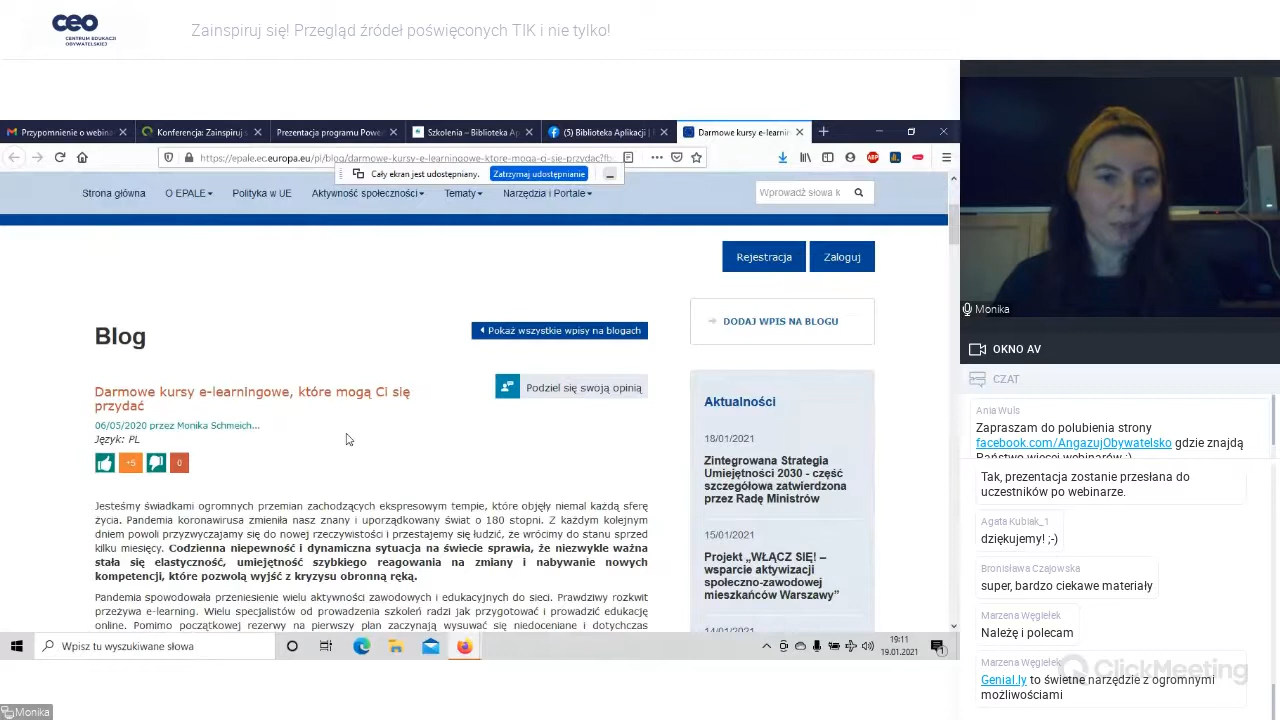 ceo
CENTRUM EDUKACJI
OBYWATELSKIEJ
Zainspiruj się! Przegląd źródeł poświęconych TIK i nie tylko!
Przypomnienie o webina
Konferencja: Zainspiruj s
Prezentacja programu Powe
Szkolenia – Biblioteka Ap
(5) Biblioteka Aplikacji |
Darmowe kursy e-learnin
https://epale.ec.europa.eu/pl/blog/darmowe-kursy-e-learningowe-ktore-moga-ci-sie-przydac?fb
Cały ekran jest udostępniany.
Zatrzymaj udostępnianie
ABP
Strona główna
O EPALE
Polityka w UE
Aktywność społeczności
Tematy
Narzędzia i Portale
Wprowadź słowa k
Rejestracja
Zaloguj
Blog
Pokaż wszystkie wpisy na blogach
DODAJ WPIS NA BLOGU
Darmowe kursy e-learningowe, które mogą Ci się
przydać
Podziel się swoją opinią
06/05/2020 przez Monika Schmeich...
Język: PL
+5
0
Jesteśmy świadkami ogromnych przemian zachodzących ekspresowym tempie, które objęły niemal każdą sferę
życia. Pandemia koronawirusa zmieniła nasz znany i uporządkowany świat o 180 stopni. Z każdym kolejnym
dniem powoli przyzwyczajamy się do nowej rzeczywistości i przestajemy się łudzić, że wrócimy do stanu sprzed
kilku miesięcy. Codzienna niepewność i dynamiczna sytuacja na świecie sprawia, że niezwykle ważna
stała się elastyczność, umiejętność szybkiego reagowania na zmiany i nabywanie nowych
kompetencji, które pozwolą wyjść z kryzysu obronną ręką.
Pandemia spowodowała przeniesienie wielu aktywności zawodowych i edukacyjnych do sieci. Prawdziwy rozkwit
przeżywa e-learning. Wielu specjalistów od prowadzenia szkoleń radzi jak przygotować i prowadzić edukację
online. Pomimo początkowej rezerwy na pierwszy plan zaczynają wysuwać się niedoceniane i dotychczas
Aktualności
18/01/2021
Zintegrowana Strategia
Umiejętności 2030 - część
szczegółowa zatwierdzona
przez Radę Ministrów
15/01/2021
Projekt „WŁĄCZ SIĘ! –
wsparcie aktywizacji
społeczno-zawodowej
mieszkańców Warszawy”
14/01/2021
Wpisz tu wyszukiwane słowa
19:11
19.01.2021
1
Monika
Monika
OKNO AV
CZAT
Ania Wuls
Zapraszam do polubienia strony
facebook.com/AngazujObywatelsko gdzie znajdą
Państwo więcej webinarów :)
Tak, prezentacja zostanie przesłana do
uczestników po webinarze.
Agata Kubiak_1
dziękujemy! ;-)
Bronisława Czajowska
super, bardzo ciekawe materiały
Marzena Węglełek
Należę i polecam
Marzena Węglełek
Genial.ly to świetne narzędzie z ogromnymi
możliwościami
ClickMeeting